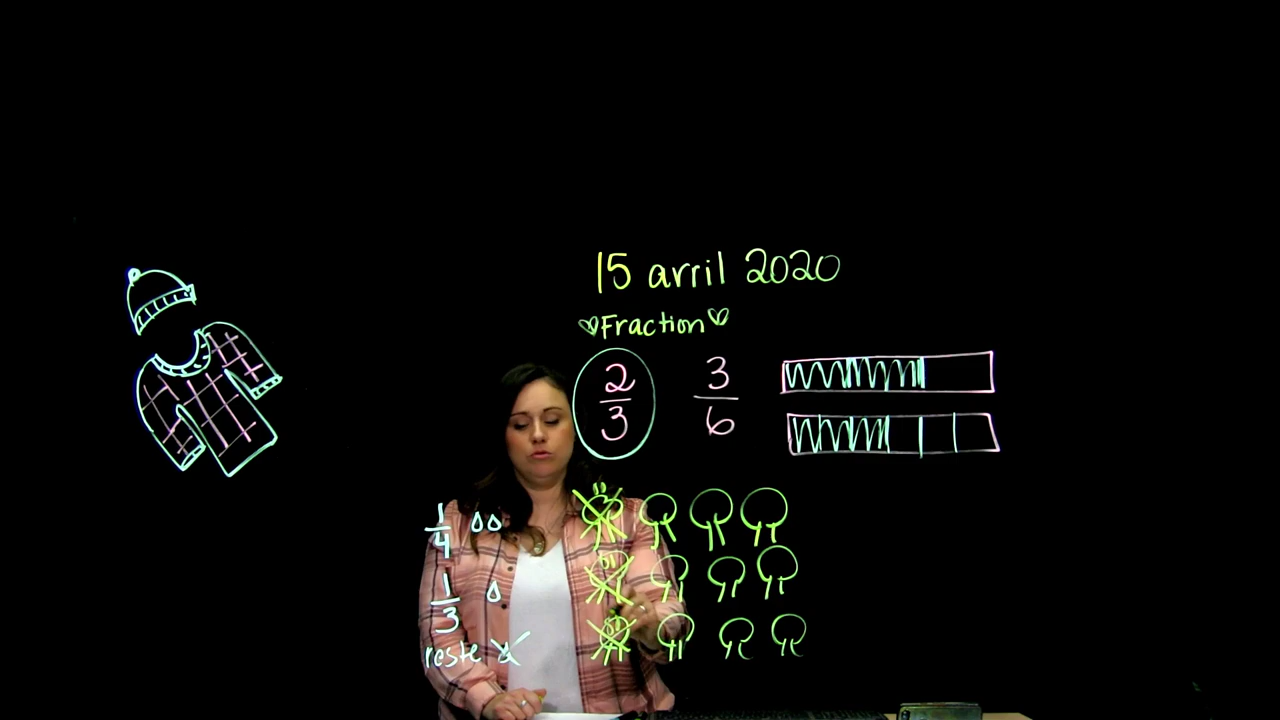 15 avril 2020
Fraction
2/3 3/6
1/4
1/3
reste